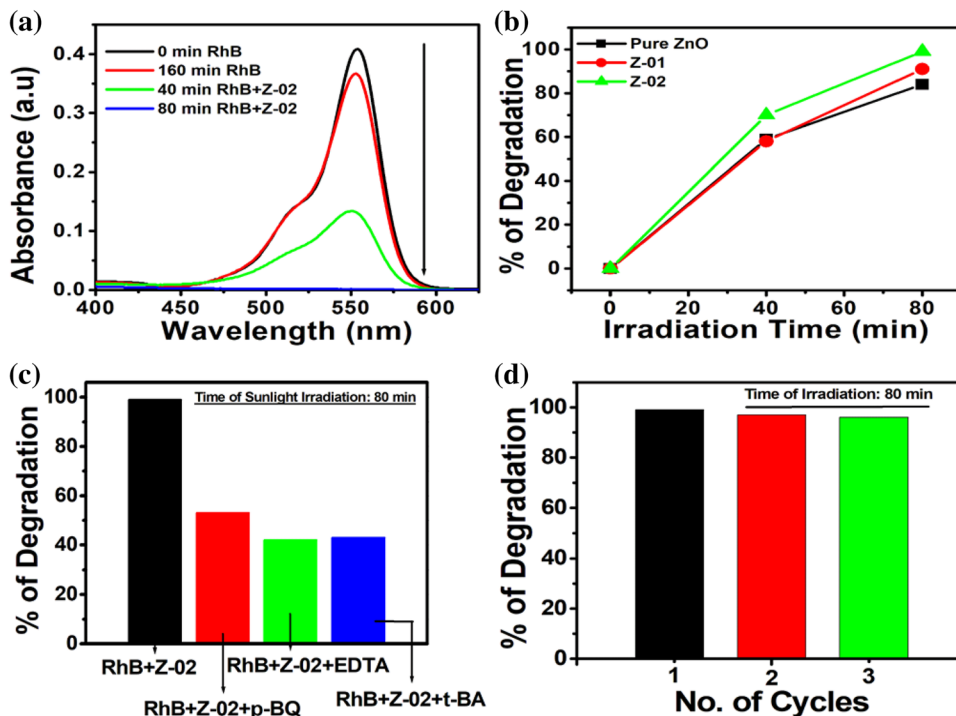 (a)
Absorbance (a.u)
0.4
0.3
0.2
0.1
0.0
0 min RhB
160 min RhB
40 min RhB+Z-02
80 min RhB+Z-02
400 450 500 550 600
Wavelength (nm)
(b)
% of Degradation
100
80
60
40
20
0
Pure ZnO
Z-01
Z-02
0 20 40 60 80
Irradiation Time (min)
(c)
% of Degradation
100
80
60
40
20
0
Time of Sunlight Irradiation: 80 min
RhB+Z-02
RhB+Z-02+EDTA
RhB+Z-02+p-BQ
RhB+Z-02+t-BA
(d)
% of Degradation
100
80
60
40
20
0
Time of Irradiation: 80 min
1 2 3
No. of Cycles